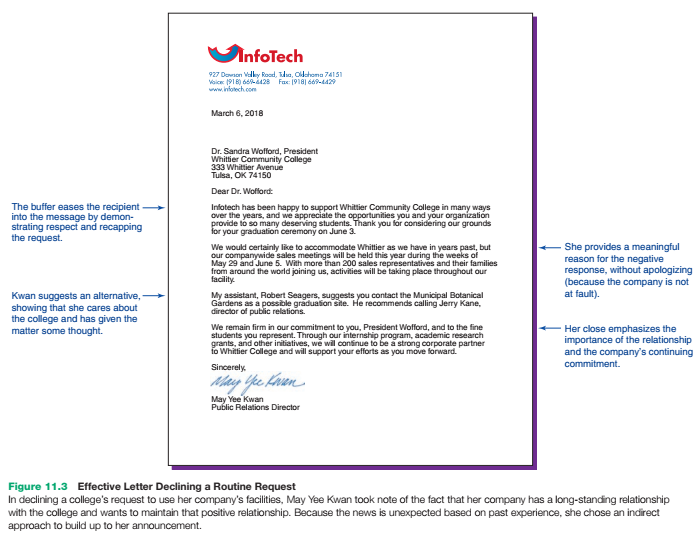 InfoTech
927 Dawson Valley Road, Tulsa, Oklahoma 74151
Voice: (918) 669-4428 Fax: (918) 669-4429
www.infotech.com
March 6, 2018
Dr. Sandra Wofford, President
Whittier Community College
333 Whittier Avenue
Tulsa, OK 74150
Dear Dr. Wofford:
The buffer eases the recipient
into the message by demon-
strating respect and recapping
the request.
Infotech has been happy to support Whittier Community College in many ways
over the years, and we appreciate the opportunities you and your organization
provide to so many deserving students. Thank you for considering our grounds
for your graduation ceremony on June 3.
We would certainly like to accommodate Whittier as we have in years past, but
our companywide sales meetings will be held this year during the weeks of
May 29 and June 5. With more than 200 sales representatives and their families
from around the world joining us, activities will be taking place throughout our
facility.
She provides a meaningful
reason for the negative
response, without apologizing
(because the company is not
at fault).
Kwan suggests an alternative,
showing that she cares about
the college and has given the
matter some thought.
My assistant, Robert Seagers, suggests you contact the Municipal Botanical
Gardens as a possible graduation site. He recommends calling Jerry Kane,
director of public relations.
We remain firm in our commitment to you, President Wofford, and to the fine
students you represent. Through our internship program, academic research
grants, and other initiatives, we will continue to be a strong corporate partner
to Whittier College and will support your efforts as you move forward.
Her close emphasizes the
importance of the relationship
and the company's continuing
commitment.
Sincerely,
May Yee Kwan
May Yee Kwan
Public Relations Director
Figure 11.3 Effective Letter Declining a Routine Request
In declining a college's request to use her company's facilities, May Yee Kwan took note of the fact that her company has a long-standing relationship
with the college and wants to maintain that positive relationship. Because the news is unexpected based on past experience, she chose an indirect
approach to build up to her announcement.